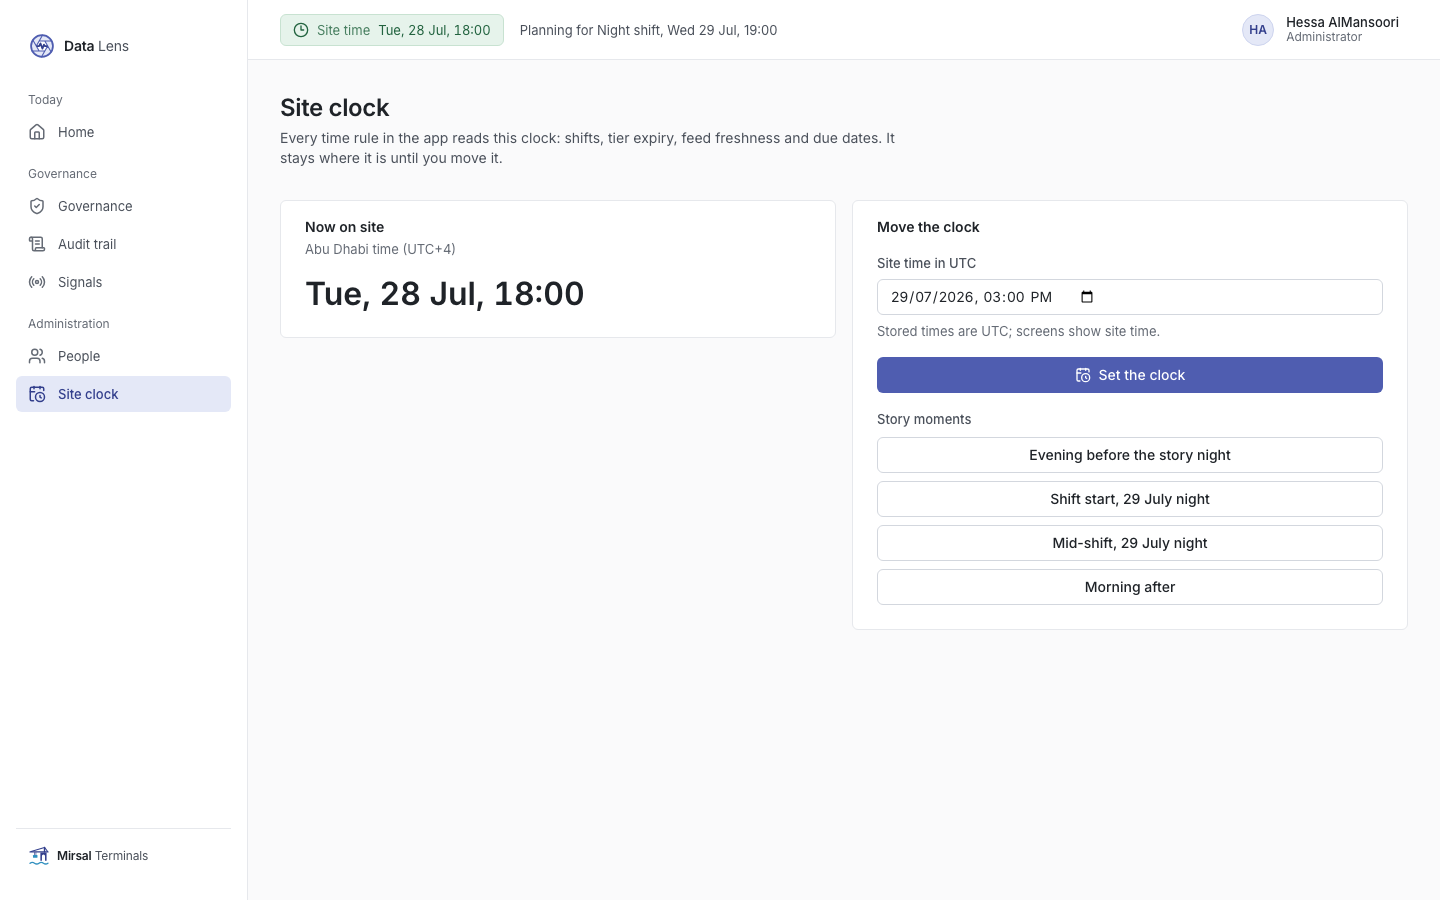 Data Lens
Today
Home
Governance
Governance
Audit trail
Signals
Administration
People
Site clock
Mirsal Terminals
Site time Tue, 28 Jul, 18:00
Planning for Night shift, Wed 29 Jul, 19:00
HA
Hessa AlMansoori
Administrator
Site clock
Every time rule in the app reads this clock: shifts, tier expiry, feed freshness and due dates. It
stays where it is until you move it.
Now on site
Abu Dhabi time (UTC+4)
Tue, 28 Jul, 18:00
Move the clock
Site time in UTC
29/07/2026, 03:00 PM
Stored times are UTC; screens show site time.
Set the clock
Story moments
Evening before the story night
Shift start, 29 July night
Mid-shift, 29 July night
Morning after